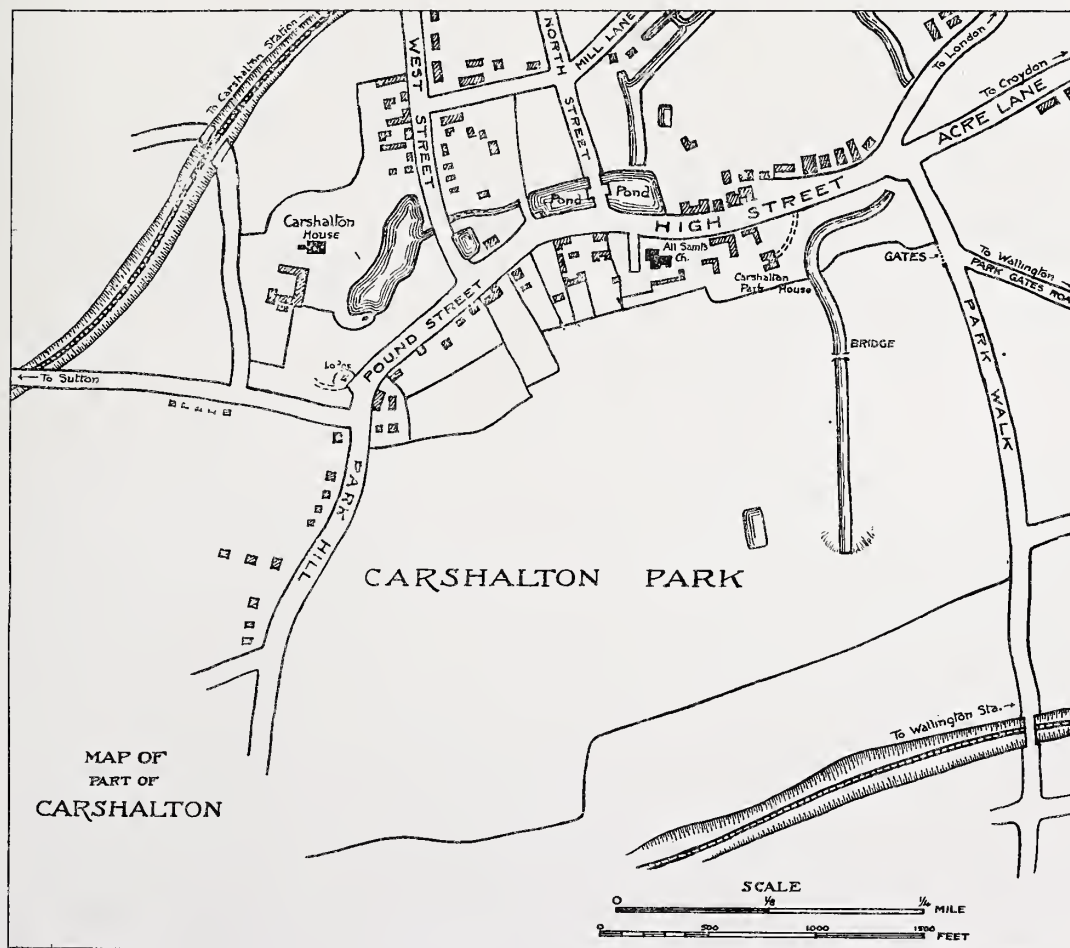 To Carshalton
Station→
WEST
STREET
NORTH
STREET
MILL LANE
To London→
To Croydon→
ACRE LANE
Carshalton
House
Pond
Pond
HIGH STREET
All Saints
Ch.
Carshalton
Park House
GATES
To Wallington
PARK GATES ROAD
POUND STREET
BRIDGE
PARK WALK
Lodge
←To Sutton
PARK
HILL
CARSHALTON PARK
To Wallington Sta.→
MAP OF
PART OF
CARSHALTON
SCALE
0 1/8 1/4 MILE
0 500 1000 1500 FEET